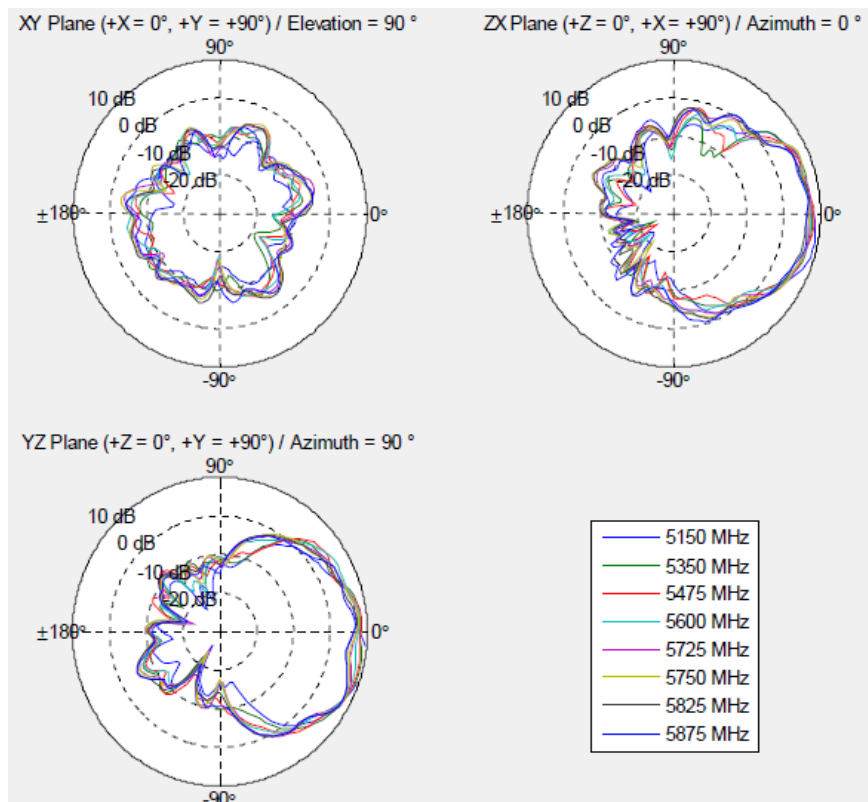 XY Plane (+X = 0°, +Y = +90°) / Elevation = 90 °
90°
10 dB
0 dB
-10 dB
-20 dB
±180°
0°
-90°
ZX Plane (+Z = 0°, +X = +90°) / Azimuth = 0 °
90°
10 dB
0 dB
-10 dB
-20 dB
±180°
0°
-90°
YZ Plane (+Z = 0°, +Y = +90°) / Azimuth = 90 °
90°
10 dB
0 dB
-10 dB
-20 dB
±180°
0°
-90°
5150 MHz
5350 MHz
5475 MHz
5600 MHz
5725 MHz
5750 MHz
5825 MHz
5875 MHz